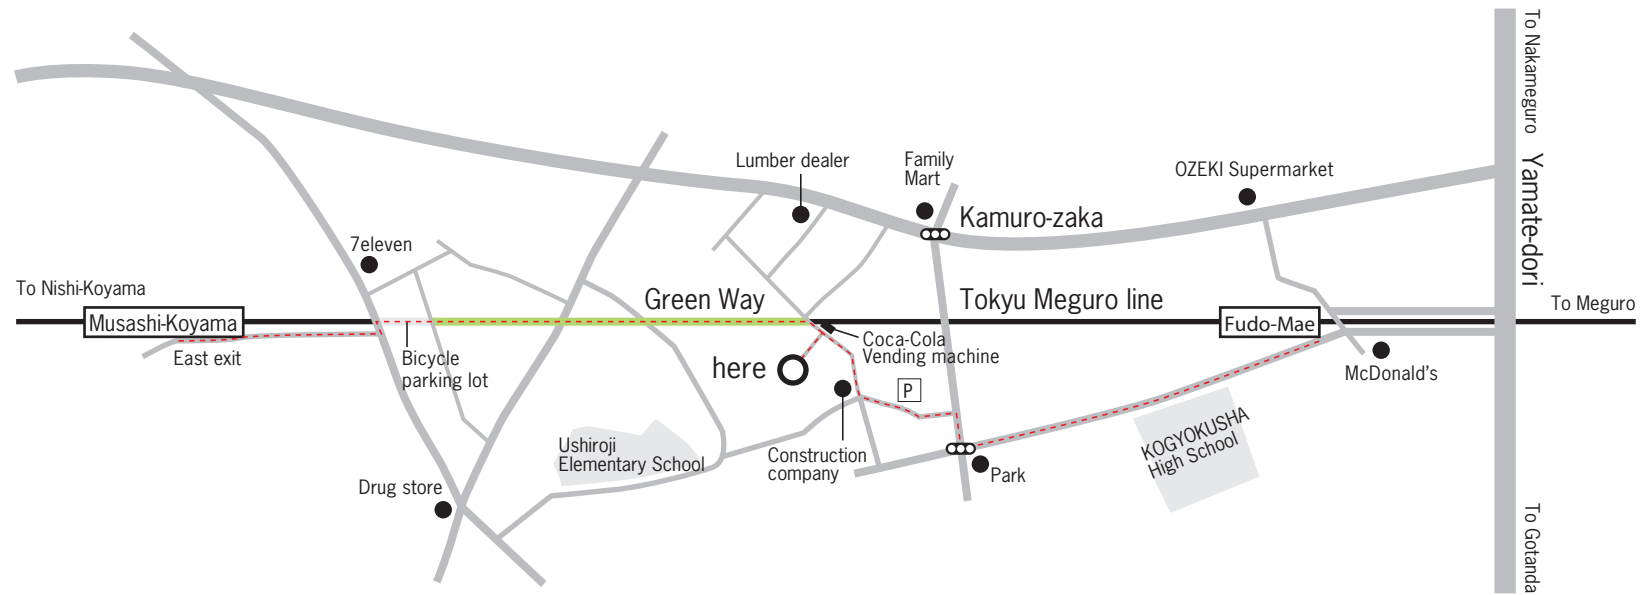 To Nakameguro
Lumber dealer
Family
Mart
OZEKI Supermarket
Yamate-dori
Kamuro-zaka
7eleven
To Nishi-Koyama
Green Way
Tokyu Meguro line
To Meguro
Musashi-Koyama
Fudo-Mae
East exit
Bicycle
parking lot
Coca-Cola
Vending machine
here
McDonald's
P
Ushiroji
Elementary School
Construction
company
KOGYOKUSHA
High School
Park
Drug store
To Gotanda